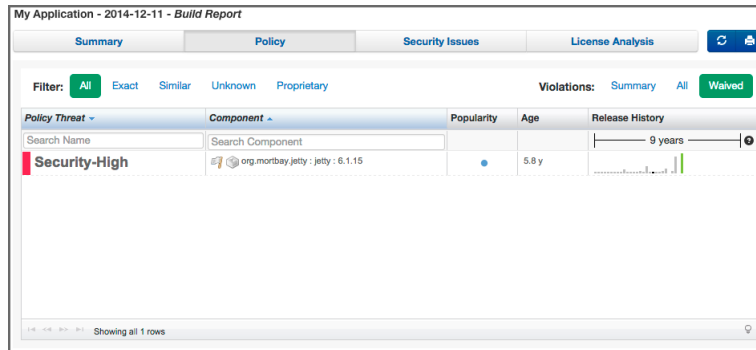 My Application - 2014-12-11 - Build Report
Summary Policy Security Issues License Analysis
Filter: All Exact Similar Unknown Proprietary Violations: Summary All Waived
Policy Threat Component Popularity Age Release History
Search Name Search Component 9 years
Security-High org.mortbay.jetty : jetty : 6.1.15 5.8 y
Showing all 1 rows